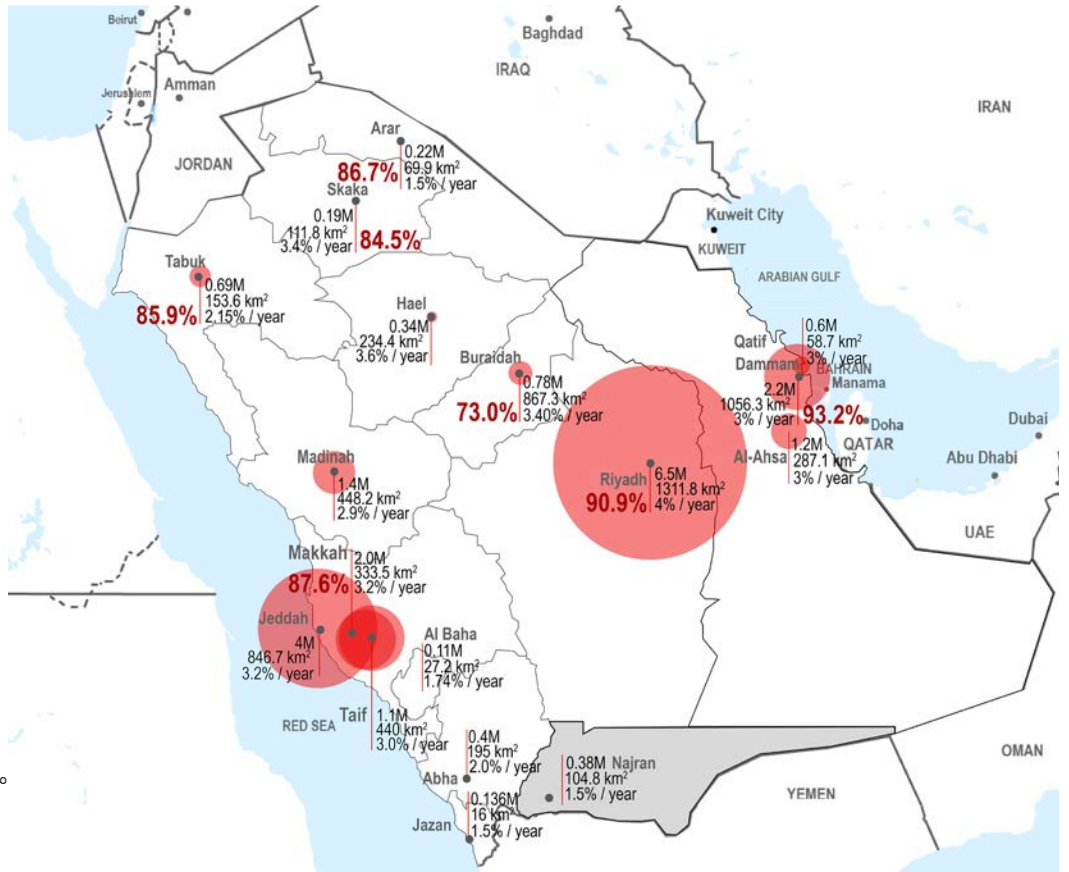 Beirut
Baghdad
IRAQ
Amman
Jerusalem
IRAN
Arar
0.22M
69.9 km²
1.5% / year
86.7%
JORDAN
Skaka
0.19M
111.8 km²
3.4% / year
84.5%
Kuwait City
KUWAIT
ARABIAN GULF
Tabuk
0.69M
153.6 km²
2.15% / year
85.9%
Hael
0.34M
234.4 km²
3.6% / year
Buraidah
0.78M
867.3 km²
3.40% / year
73.0%
Qatif
0.6M
58.7 km²
3% / year
Dammam
2.2M
1056.3 km²
3% / year
93.2%
BAHRAIN
Manama
Doha
QATAR
Dubai
Abu Dhabi
UAE
Al-Ahsa
1.2M
287.1 km²
3% / year
Madinah
1.4M
448.2 km²
2.9% / year
Riyadh
6.5M
1311.8 km²
4% / year
90.9%
Makkah
2.0M
333.5 km²
3.2% / year
87.6%
Jeddah
4M
846.7 km²
3.2% / year
Al Baha
0.11M
27.2 km²
1.74% / year
RED SEA
Taif
1.1M
440 km²
3.0% / year
0.4M
195 km²
2.0% / year
Abha
0.38M
Najran
104.8 km²
1.5% / year
0.136M
16 km²
1.5% / year
Jazan
YEMEN
OMAN